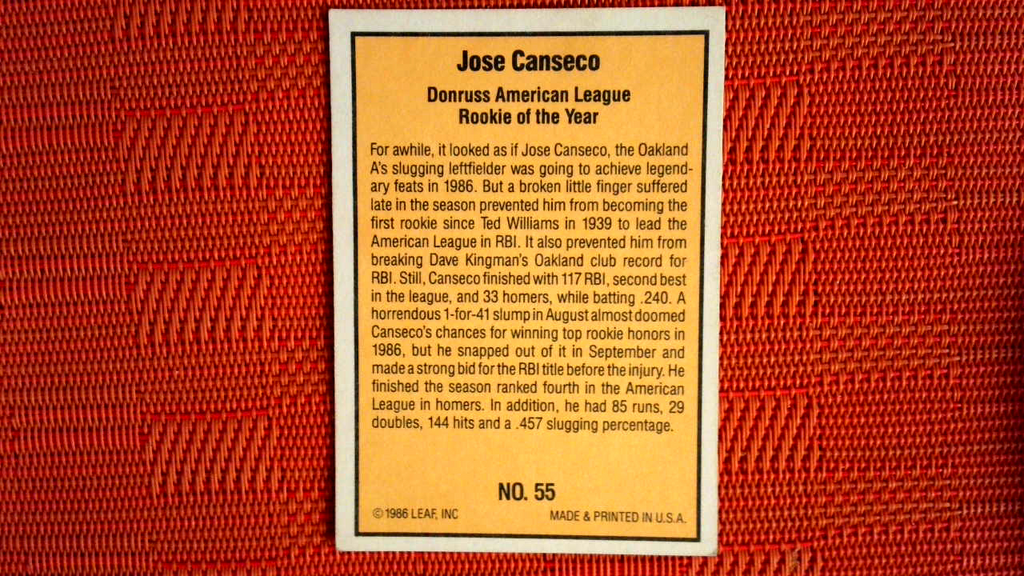 Jose Canseco
Donruss American League
Rookie of the Year
For awhile, it looked as if Jose Canseco, the Oakland
A's slugging leftfielder was going to achieve legend-
ary feats in 1986. But a broken little finger suffered
late in the season prevented him from becoming the
first rookie since Ted Williams in 1939 to lead the
American League in RBI. It also prevented him from
breaking Dave Kingman's Oakland club record for
RBI. Still, Canseco finished with 117 RBI, second best
in the league, and 33 homers, while batting .240. A
horrendous 1-for-41 slump in August almost doomed
Canseco's chances for winning top rookie honors in
1986, but he snapped out of it in September and
made a strong bid for the RBI title before the injury. He
finished the season ranked fourth in the American
League in homers. In addition, he had 85 runs, 29
doubles, 144 hits and a .457 slugging percentage.
NO. 55
©1986 LEAF, INC MADE & PRINTED IN U.S.A.